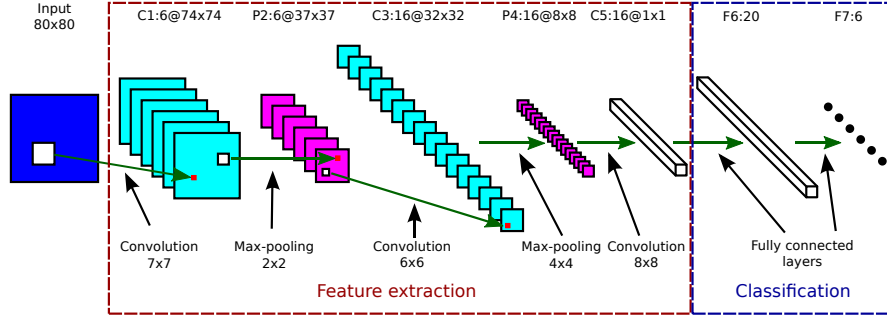 Input
80x80
C1:6@74x74
P2:6@37x37
C3:16@32x32
P4:16@8x8
C5:16@1x1
F6:20
F7:6
Convolution
7x7
Max-pooling
2x2
Convolution
6x6
Max-pooling
4x4
Convolution
8x8
Fully connected
layers
Feature extraction
Classification